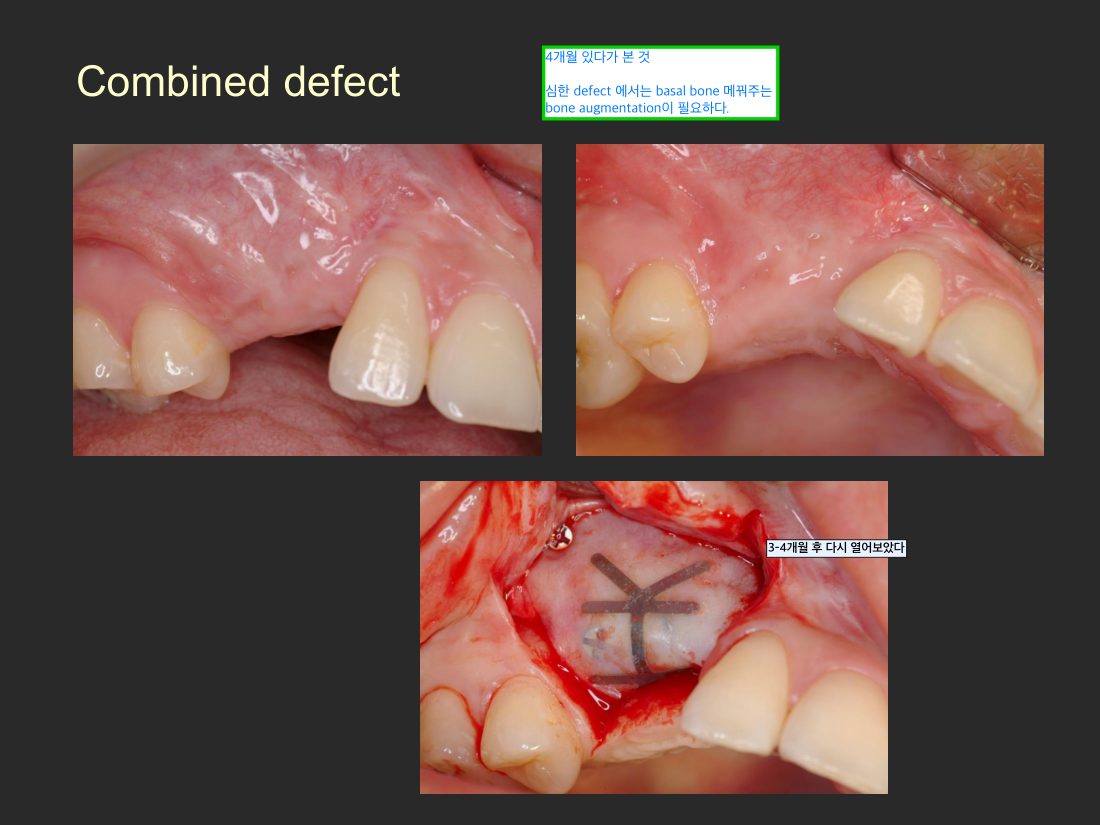 Combined defect
4개월 있다가 본 것
심한 defect 에서는 basal bone 메꿔주는
bone augmentation이 필요하다.
3-4개월 후 다시 열어보았다